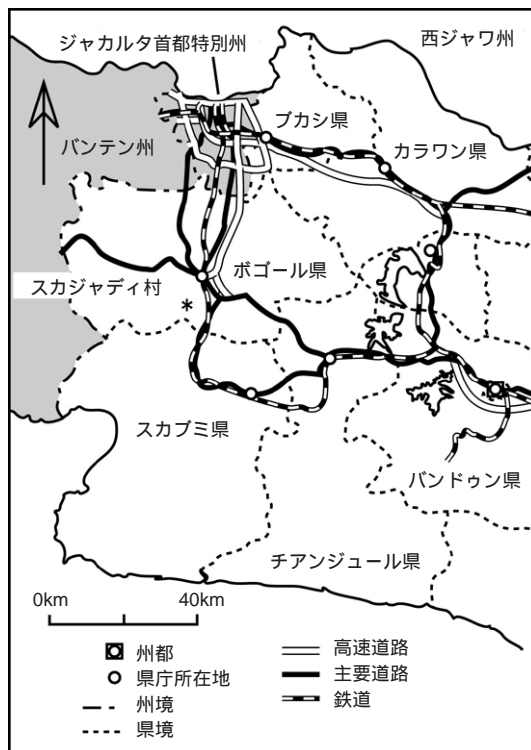 ジャカルタ首都特別州
西ジャワ州
ブカシ県
バンテン州
カラワン県
ボゴール県
スカジャディ村
*
スカブミ県
バンドゥン県
チアンジュール県
0km 40km
州都
県庁所在地
州境
県境
高速道路
主要道路
鉄道